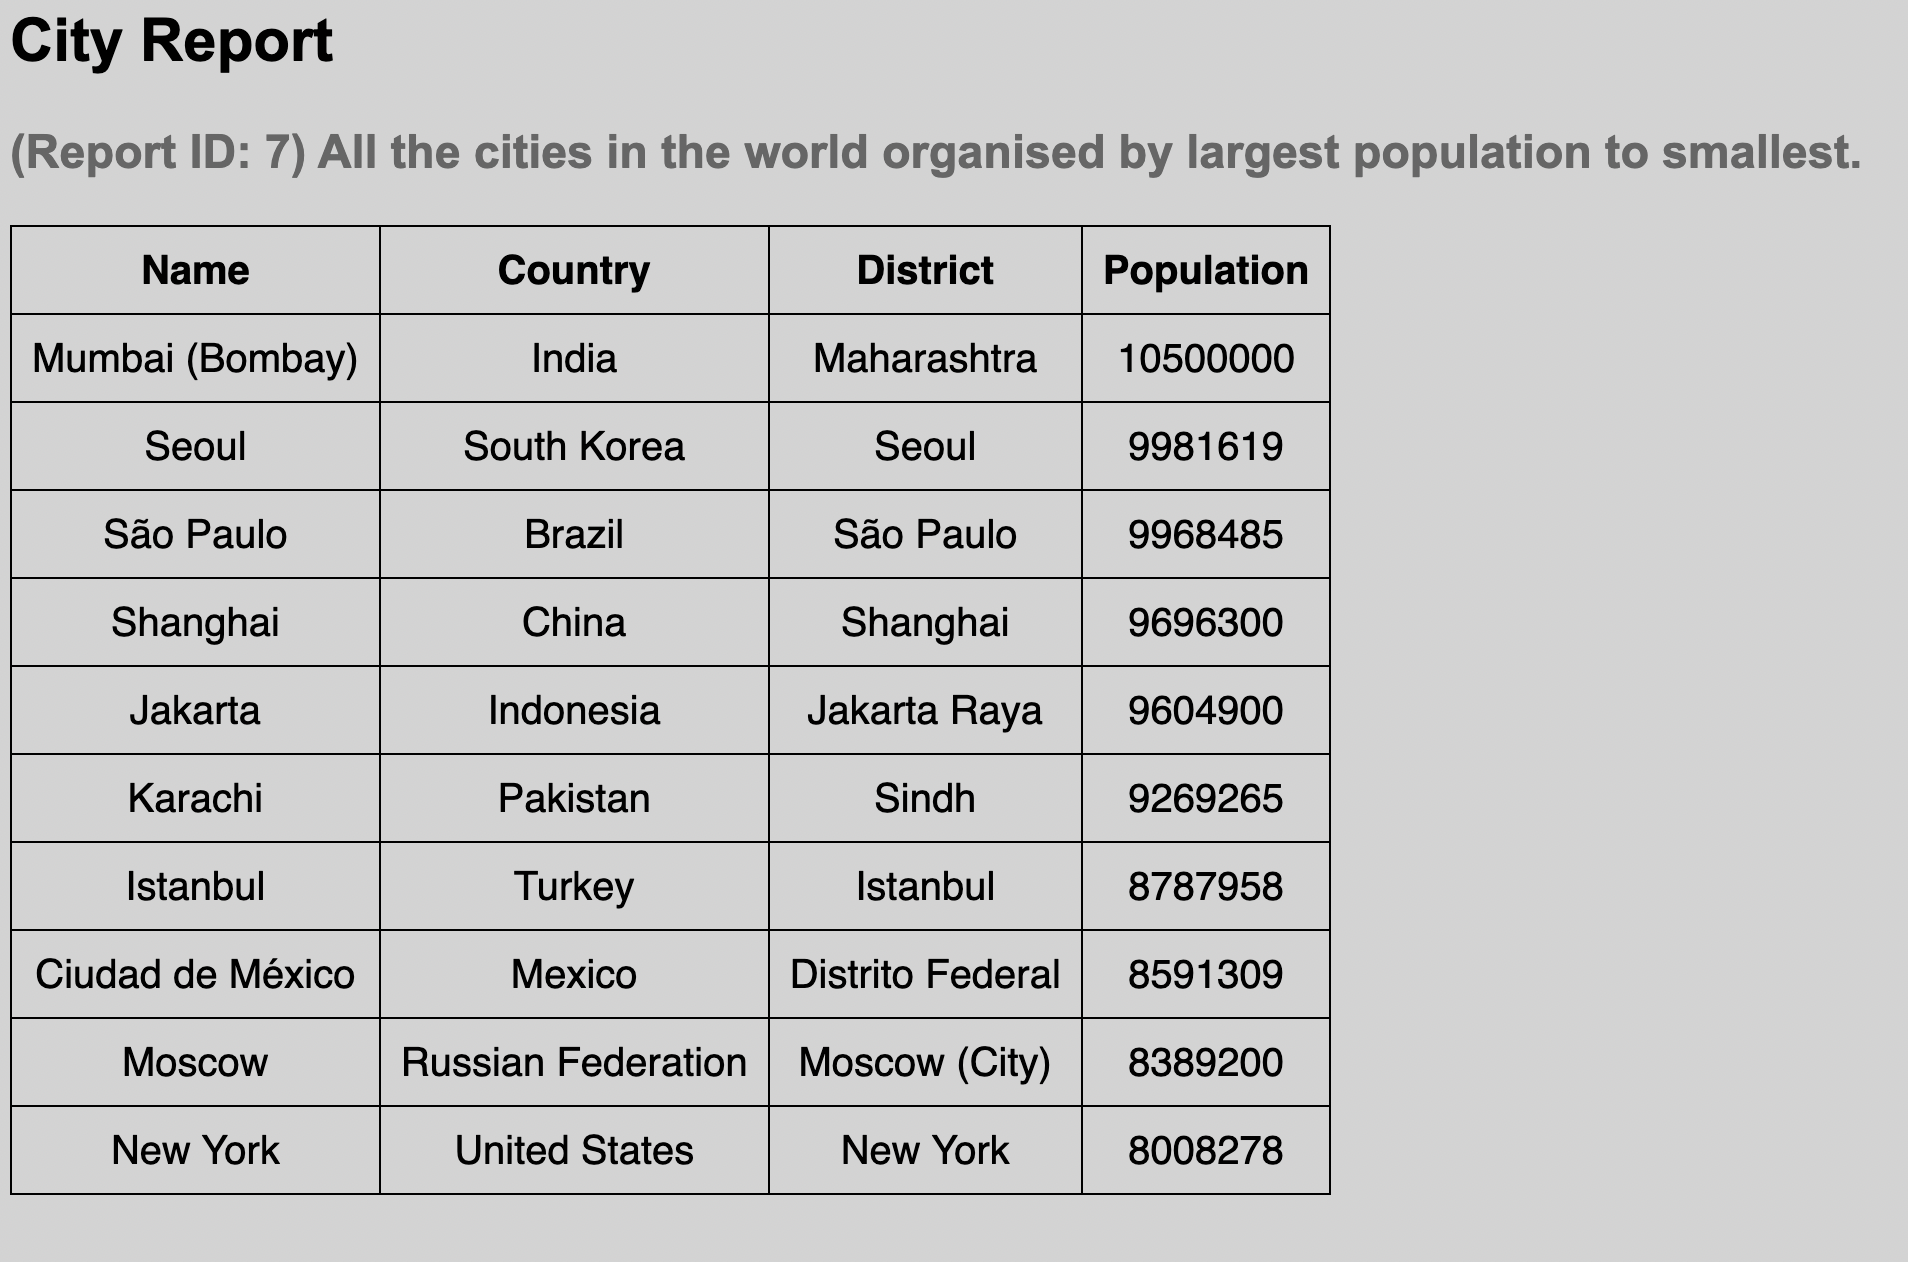 City Report
(Report ID: 7) All the cities in the world organised by largest population to smallest.
Name Country District Population
Mumbai (Bombay) India Maharashtra 10500000
Seoul South Korea Seoul 9981619
São Paulo Brazil São Paulo 9968485
Shanghai China Shanghai 9696300
Jakarta Indonesia Jakarta Raya 9604900
Karachi Pakistan Sindh 9269265
Istanbul Turkey Istanbul 8787958
Ciudad de México Mexico Distrito Federal 8591309
Moscow Russian Federation Moscow (City) 8389200
New York United States New York 8008278